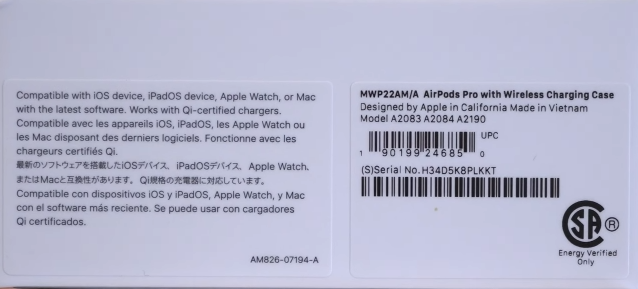 Compatible with iOS device, iPadOS device, Apple Watch, or Mac
with the latest software. Works with Qi-certified chargers.
Compatible avec les appareils iOS, iPadOS, les Apple Watch ou
les Mac disposant des derniers logiciels. Fonctionne avec les
chargeurs certifiés Qi.
最新のソフトウェアを搭載したiOSデバイス、iPadOSデバイス、Apple Watch、
またはMacと互換性があります。Qi規格の充電器に対応しています。
Compatible con dispositivos iOS y iPadOS, Apple Watch, y Mac
con el software más reciente. Se puede usar con cargadores
Qi certificados.
AM826-07194-A
MWP22AM/A AirPods Pro with Wireless Charging Case
Designed by Apple in California Made in Vietnam
Model A2083 A2084 A2190
UPC
1 90199 24685 0
(S)Serial No. H34D5K8PLKKT
SA ®
Energy Verified
Only